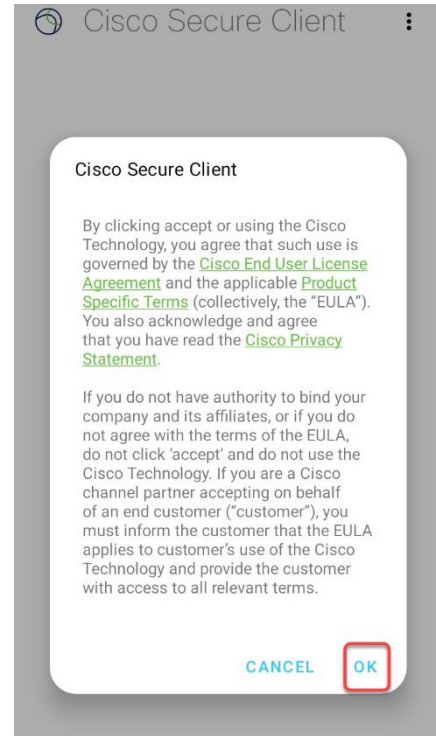 Cisco Secure Client
Cisco Secure Client
By clicking accept or using the Cisco
Technology, you agree that such use is
governed by the Cisco End User License
Agreement and the applicable Product
Specific Terms (collectively, the “EULA”).
You also acknowledge and agree
that you have read the Cisco Privacy
Statement.
If you do not have authority to bind your
company and its affiliates, or if you do
not agree with the terms of the EULA,
do not click ‘accept’ and do not use the
Cisco Technology. If you are a Cisco
channel partner accepting on behalf
of an end customer (“customer”), you
must inform the customer that the EULA
applies to customer’s use of the Cisco
Technology and provide the customer
with access to all relevant terms.
CANCEL OK